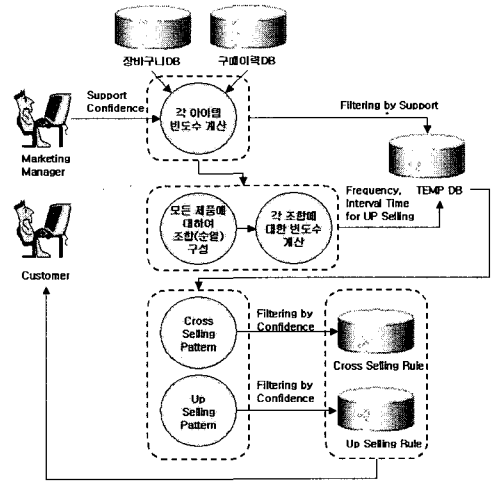 장바구니DB
구매이력DB
Support
Confidence
각 아이템
빈도수 계산
Filtering by Support
Marketing
Manager
TEMP DB
모든 제품에
대하여
조합(순열)
구성
각 조합에
대한 빈도수
계산
Frequency,
Interval Time
for UP Selling
Customer
Cross
Selling
Pattern
Filtering by
Confidence
Cross Selling Rule
Up
Selling
Pattern
Filtering by
Confidence
Up Selling Rule